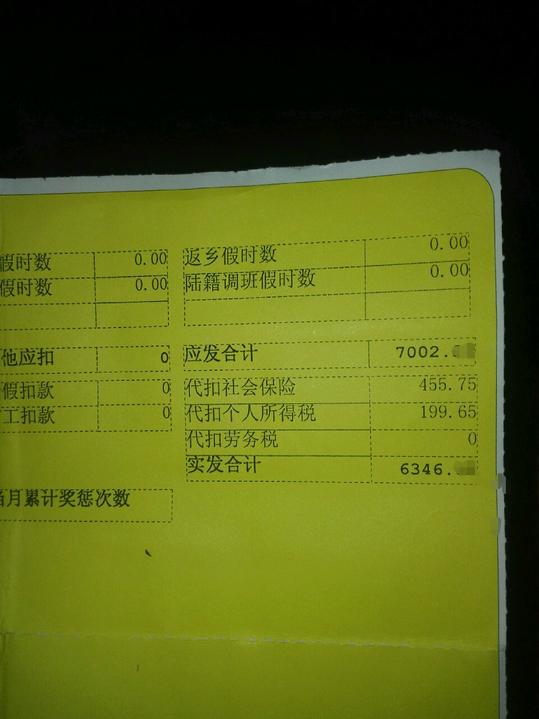 假时数 0.00 返乡假时数 0.00
假时数 0.00 陆籍调班假时数 0.00
他应扣 0 应发合计 7002.
假扣款 0 代扣社会保险 455.75
工扣款 0 代扣个人所得税 199.65
代扣劳务税 0
实发合计 6346.
当月累计奖惩次数